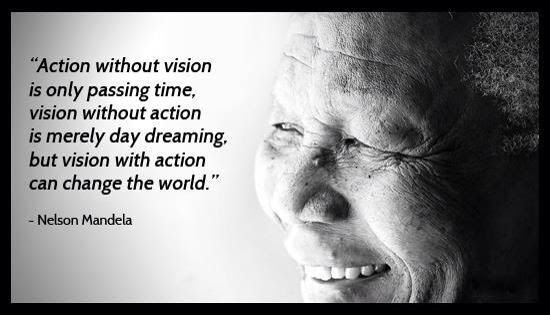 “Action without vision
is only passing time,
vision without action
is merely day dreaming,
but vision with action
can change the world.”
- Nelson Mandela